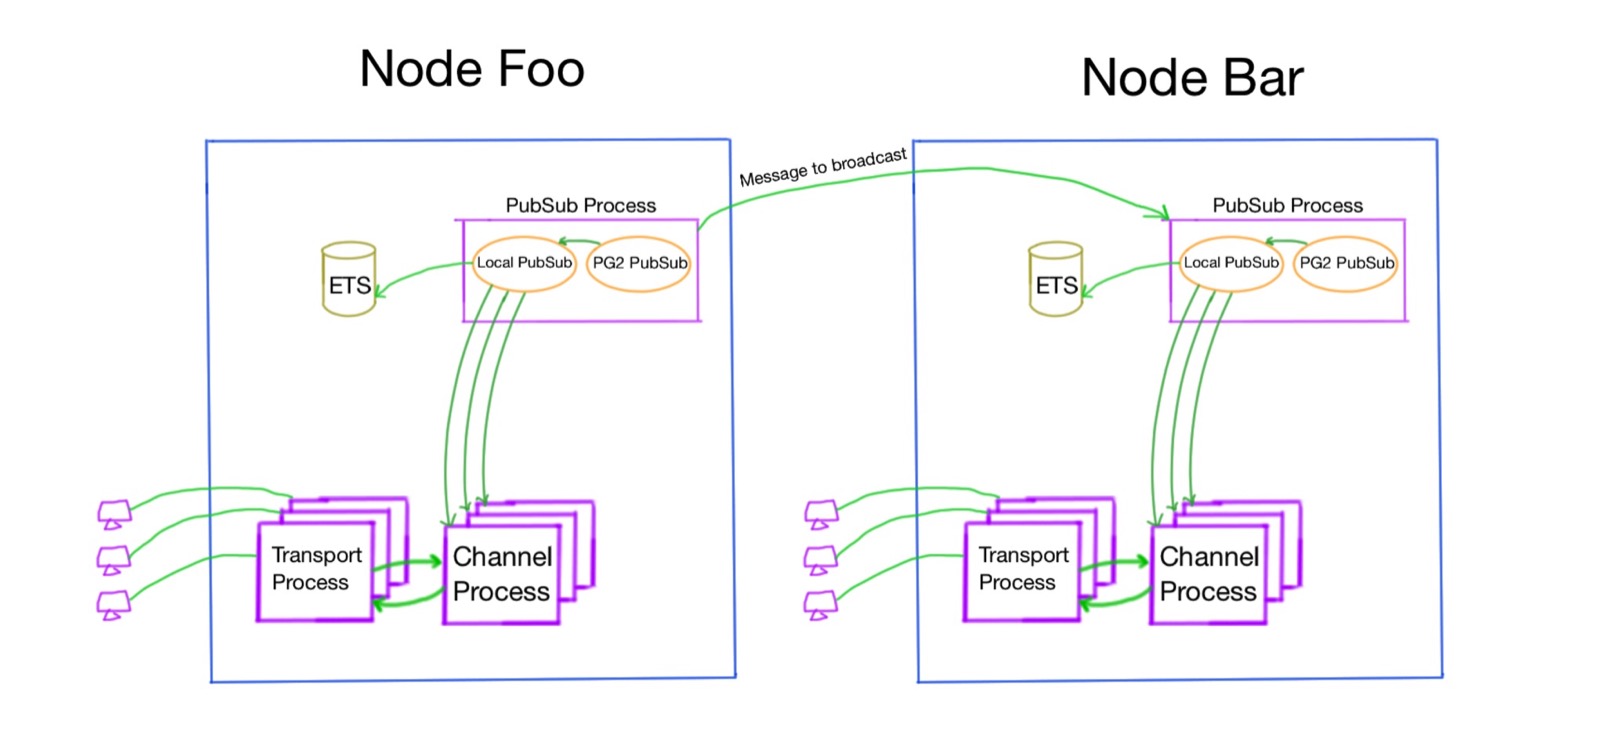 Node Foo
Node Bar
Message to broadcast
PubSub Process
ETS
Local PubSub
PG2 PubSub
Transport
Process
Channel
Process
PubSub Process
ETS
Local PubSub
PG2 PubSub
Transport
Process
Channel
Process